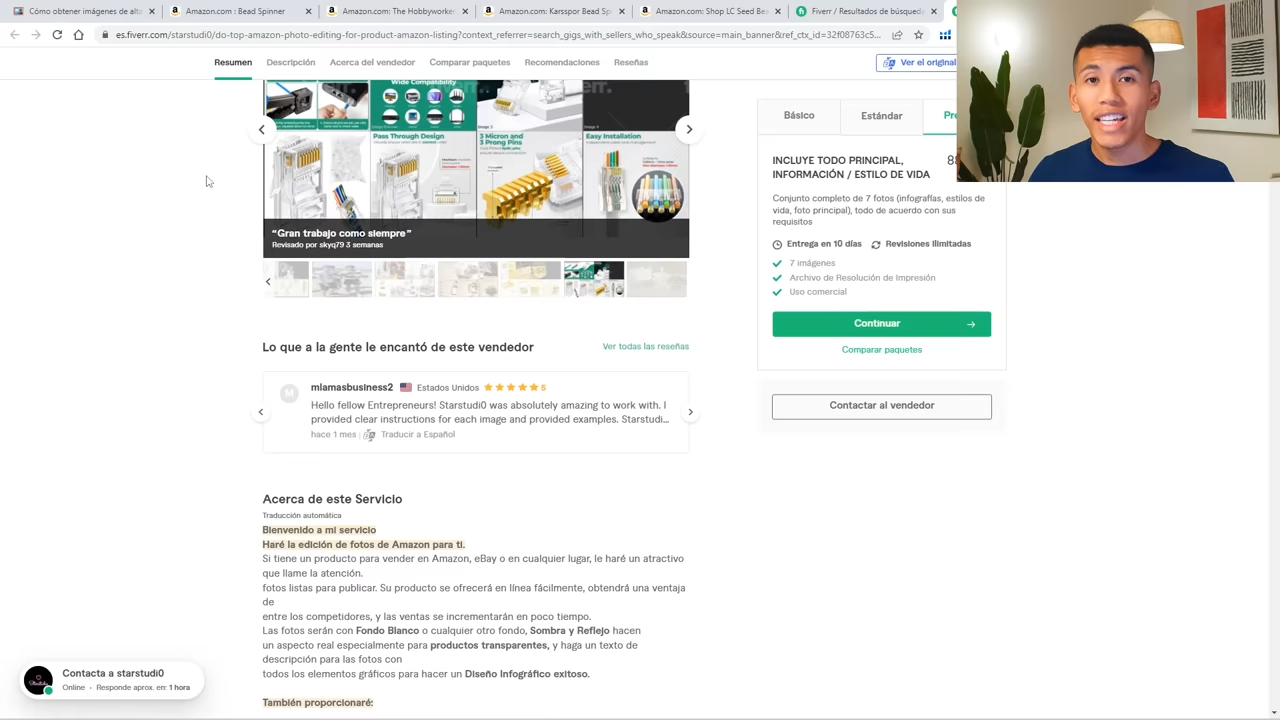 Cómo obtener imágenes de alta
Amazon.com : Bead Spinner
Amazon.com: The Hobbyworker
Amazon.com: Karsspor Bead Sp
Amazon.com: Shop LC Seed Bea
Fiverr / Resultados de búsqueda
es.fiverr.com/starstudi0/do-top-amazon-photo-editing-for-product-amazon-listing?context_referrer=search_gigs_with_sellers_who_speak&source=main_banner&ref_ctx_id=32f08763c5...
Resumen
Descripción
Acerca del vendedor
Comparar paquetes
Recomendaciones
Reseñas
Ver el original
Wide Compatibility
Pass Through Design
3 Micron and
3 Prong Pins
Easy Installation
“Gran trabajo como siempre”
Revisado por skyq79 3 semanas
Básico
Estándar
INCLUYE TODO PRINCIPAL,
INFORMACIÓN / ESTILO DE VIDA
Conjunto completo de 7 fotos (infografías, estilos de
vida, foto principal), todo de acuerdo con sus
requisitos
Entrega en 10 días
Revisiones Ilimitadas
7 imágenes
Archivo de Resolución de Impresión
Uso comercial
Continuar
Comparar paquetes
Contactar al vendedor
Lo que a la gente le encantó de este vendedor
Ver todas las reseñas
M
mlamasbusiness2
Estados Unidos
5
Hello fellow Entrepreneurs! Starstudi0 was absolutely amazing to work with. I
provided clear instructions for each image and provided examples. Starstudi...
hace 1 mes | Traducir a Español
Acerca de este Servicio
Traducción automática
Bienvenido a mi servicio
Haré la edición de fotos de Amazon para ti.
Si tiene un producto para vender en Amazon, eBay o en cualquier lugar, le haré un atractivo
que llame la atención.
fotos listas para publicar. Su producto se ofrecerá en línea fácilmente, obtendrá una ventaja
de
entre los competidores, y las ventas se incrementarán en poco tiempo.
Las fotos serán con Fondo Blanco o cualquier otro fondo, Sombra y Reflejo hacen
un aspecto real especialmente para productos transparentes, y haga un texto de
descripción para las fotos con
todos los elementos gráficos para hacer un Diseño Infográfico exitoso.
También proporcionaré:
Contacta a starstudi0
Online • Responde aprox. en: 1 hora